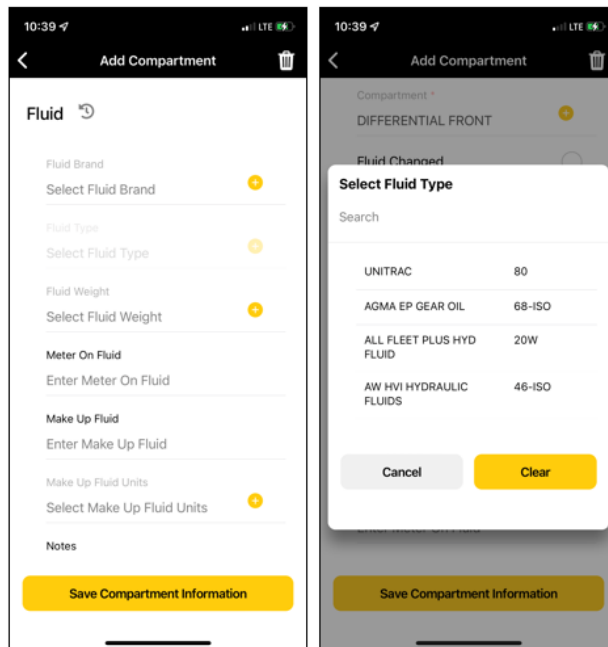 10:39
LTE
Add Compartment
Fluid
Fluid Brand
Select Fluid Brand
Fluid Type
Select Fluid Type
Fluid Weight
Select Fluid Weight
Meter On Fluid
Enter Meter On Fluid
Make Up Fluid
Enter Make Up Fluid
Make Up Fluid Units
Select Make Up Fluid Units
Notes
Save Compartment Information
10:39
LTE
Add Compartment
Compartment *
DIFFERENTIAL FRONT
Fluid Changed
Select Fluid Type
Search
UNITRAC 80
AGMA EP GEAR OIL 68-ISO
ALL FLEET PLUS HYD 20W
FLUID
AW HVI HYDRAULIC 46-ISO
FLUIDS
Cancel Clear
Enter Meter On Fluid
Save Compartment Information